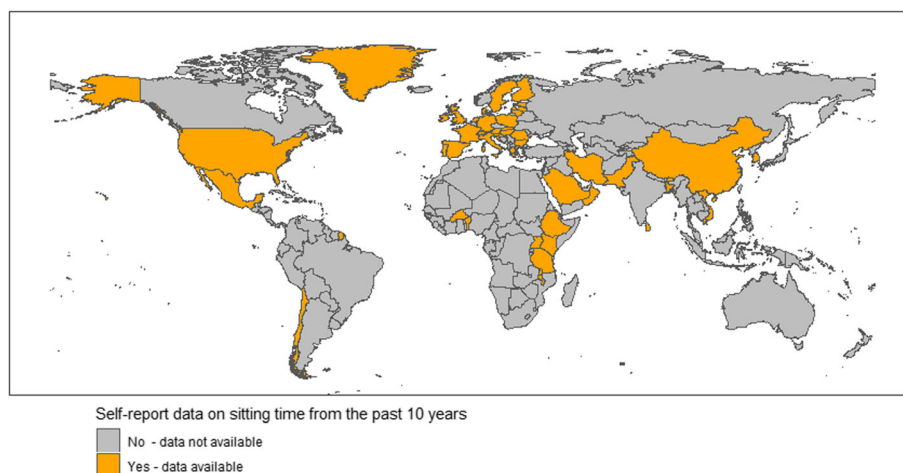 Self-report data on sitting time from the past 10 years
No - data not available
Yes - data available